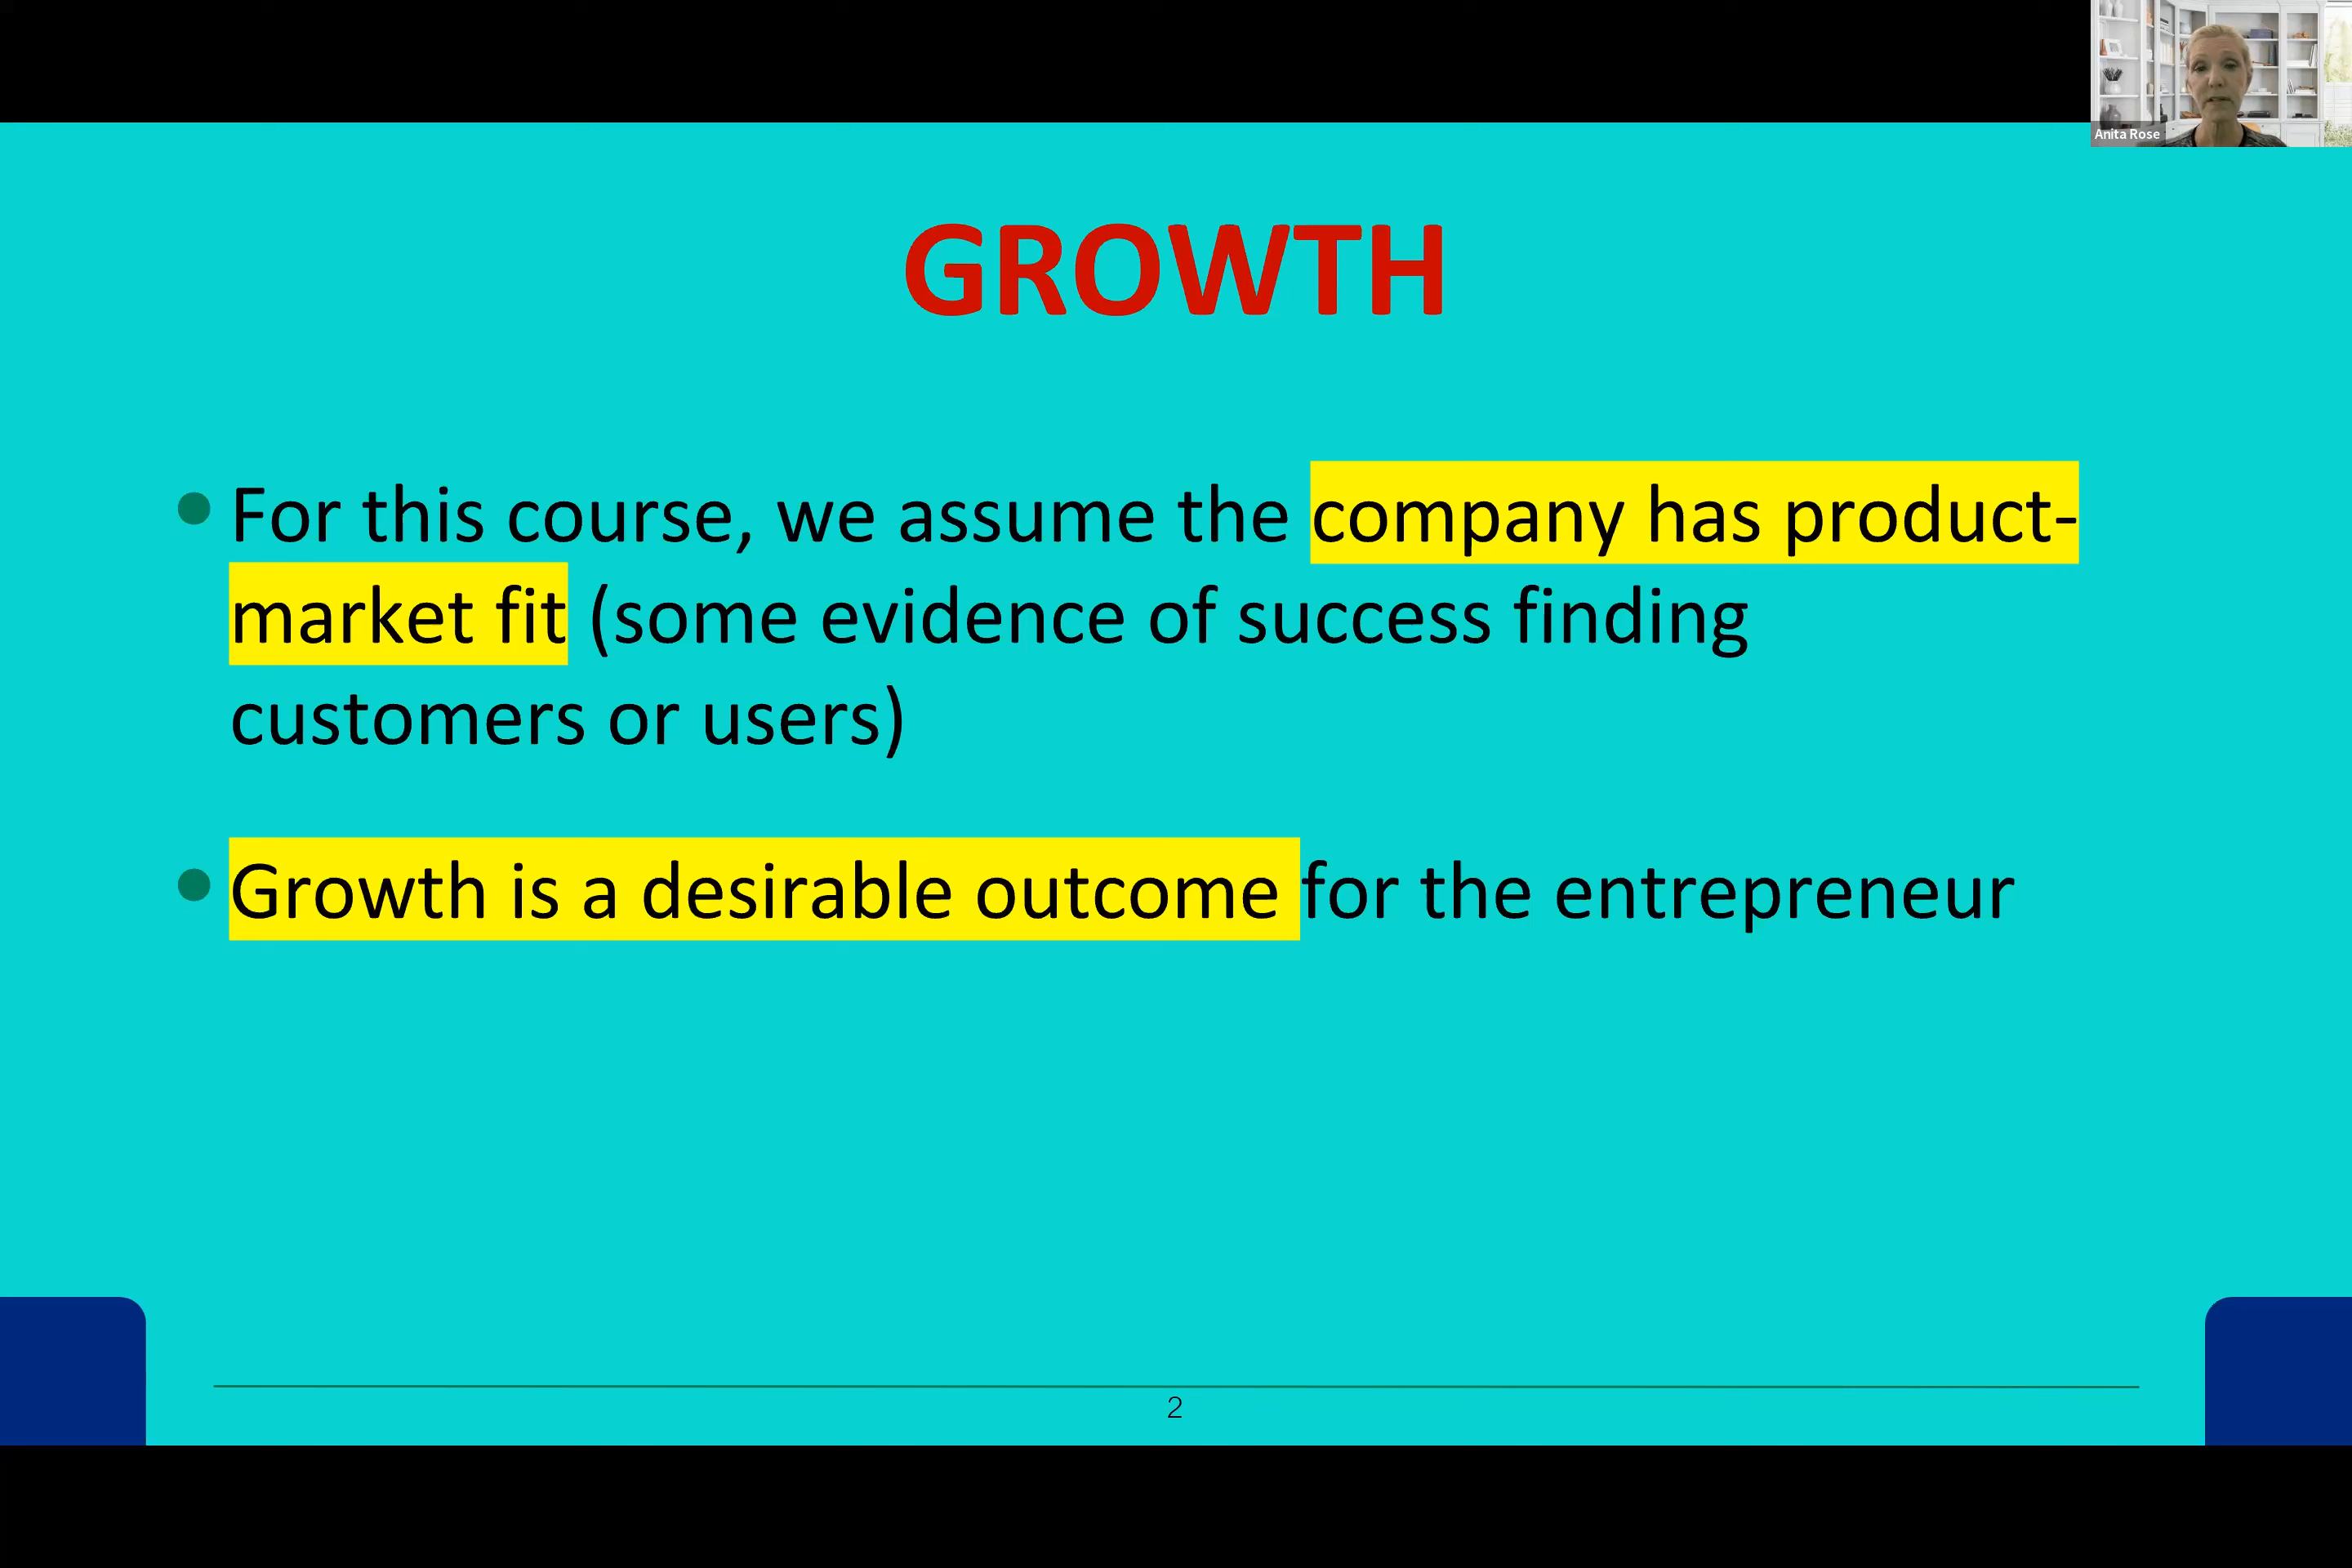 Anita Rose
GROWTH
For this course, we assume the company has product-
market fit (some evidence of success finding
customers or users)
Growth is a desirable outcome for the entrepreneur
2